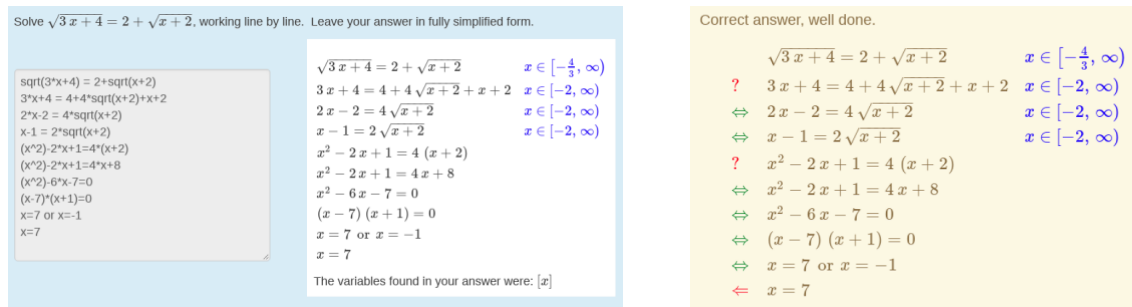 Solve √(3x+4) = 2 + √(x+2), working line by line. Leave your answer in fully simplified form.
sqrt(3*x+4) = 2+sqrt(x+2)
3*x+4 = 4+4*sqrt(x+2)+x+2
2*x-2 = 4*sqrt(x+2)
x-1 = 2*sqrt(x+2)
(x^2)-2*x+1=4*(x+2)
(x^2)-2*x+1=4*x+8
(x^2)-6*x-7=0
(x-7)*(x+1)=0
x=7 or x=-1
x=7
√(3x+4) = 2 + √(x+2) x ∈ [−4/3, ∞)
3x + 4 = 4 + 4√(x+2) + x + 2 x ∈ [−2, ∞)
2x − 2 = 4√(x+2) x ∈ [−2, ∞)
x − 1 = 2√(x+2) x ∈ [−2, ∞)
x² − 2x + 1 = 4 (x + 2)
x² − 2x + 1 = 4x + 8
x² − 6x − 7 = 0
(x − 7) (x + 1) = 0
x = 7 or x = −1
x = 7
The variables found in your answer were: [x]
Correct answer, well done.
√(3x+4) = 2 + √(x+2) x ∈ [−4/3, ∞)
? 3x + 4 = 4 + 4√(x+2) + x + 2 x ∈ [−2, ∞)
⇔ 2x − 2 = 4√(x+2) x ∈ [−2, ∞)
⇔ x − 1 = 2√(x+2) x ∈ [−2, ∞)
? x² − 2x + 1 = 4 (x + 2)
⇔ x² − 2x + 1 = 4x + 8
⇔ x² − 6x − 7 = 0
⇔ (x − 7) (x + 1) = 0
⇔ x = 7 or x = −1
⇐ x = 7